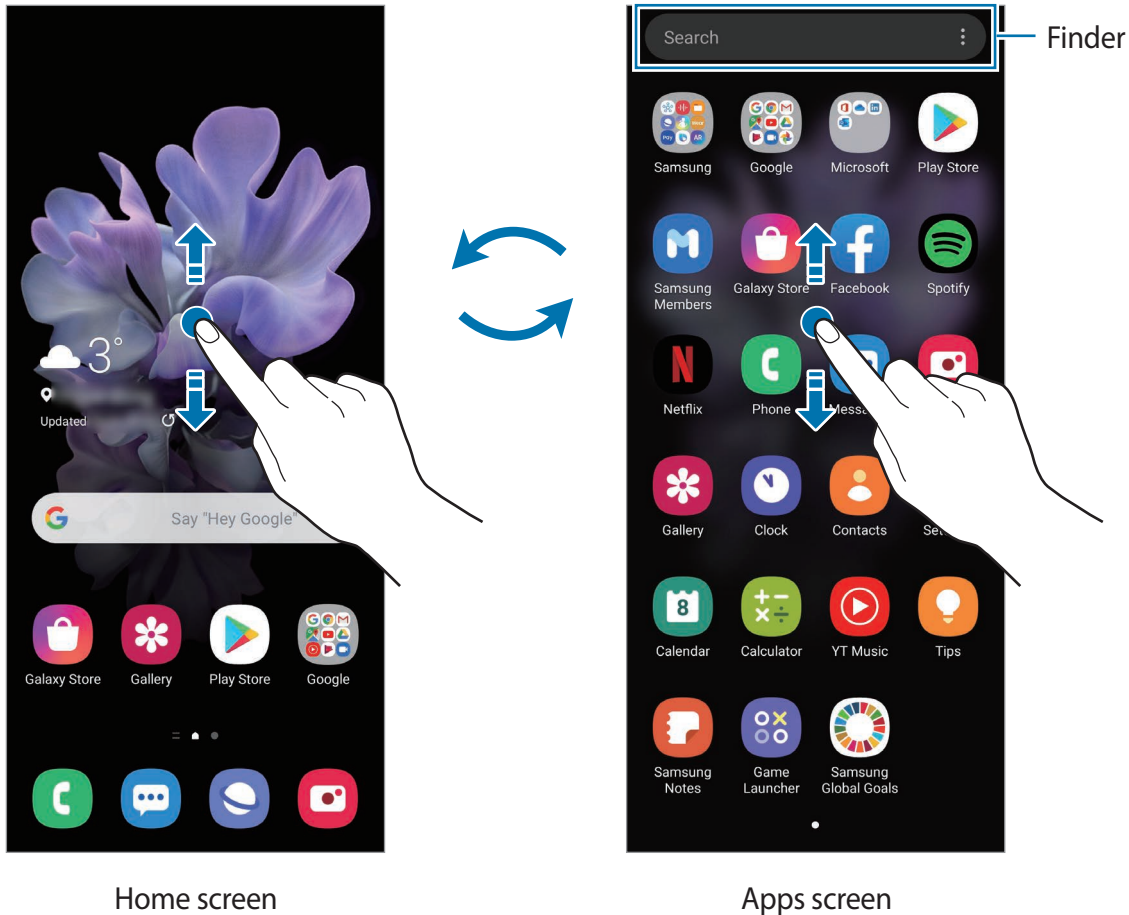 Search
Finder
Samsung
Google
Microsoft
Play Store
Samsung
Members
Galaxy Store
Facebook
Spotify
Netflix
Phone
Gallery
Clock
Contacts
Calendar
8
Calculator
YT Music
Tips
Samsung
Notes
Game
Launcher
Samsung
Global Goals
3°
Updated
Say "Hey Google"
Galaxy Store
Gallery
Play Store
Google
Home screen
Apps screen